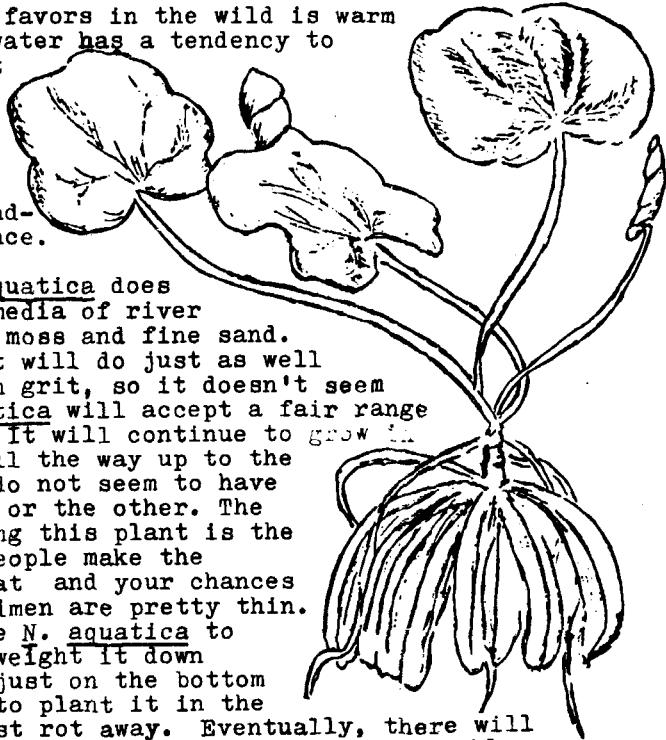 favors in the wild is warm
water has a tendency to
nd-
nce.
quatica does
media of river
moss and fine sand.
t will do just as well
n grit, so it doesn't seem
tica will accept a fair range
It will continue to grow in
ll the way up to the
do not seem to have
or the other. The
ng this plant is the
eople make the
at and your chances
imen are pretty thin.
e N. aquatica to
weight it down
just on the bottom
to plant it in the
st rot away. Eventually, there will